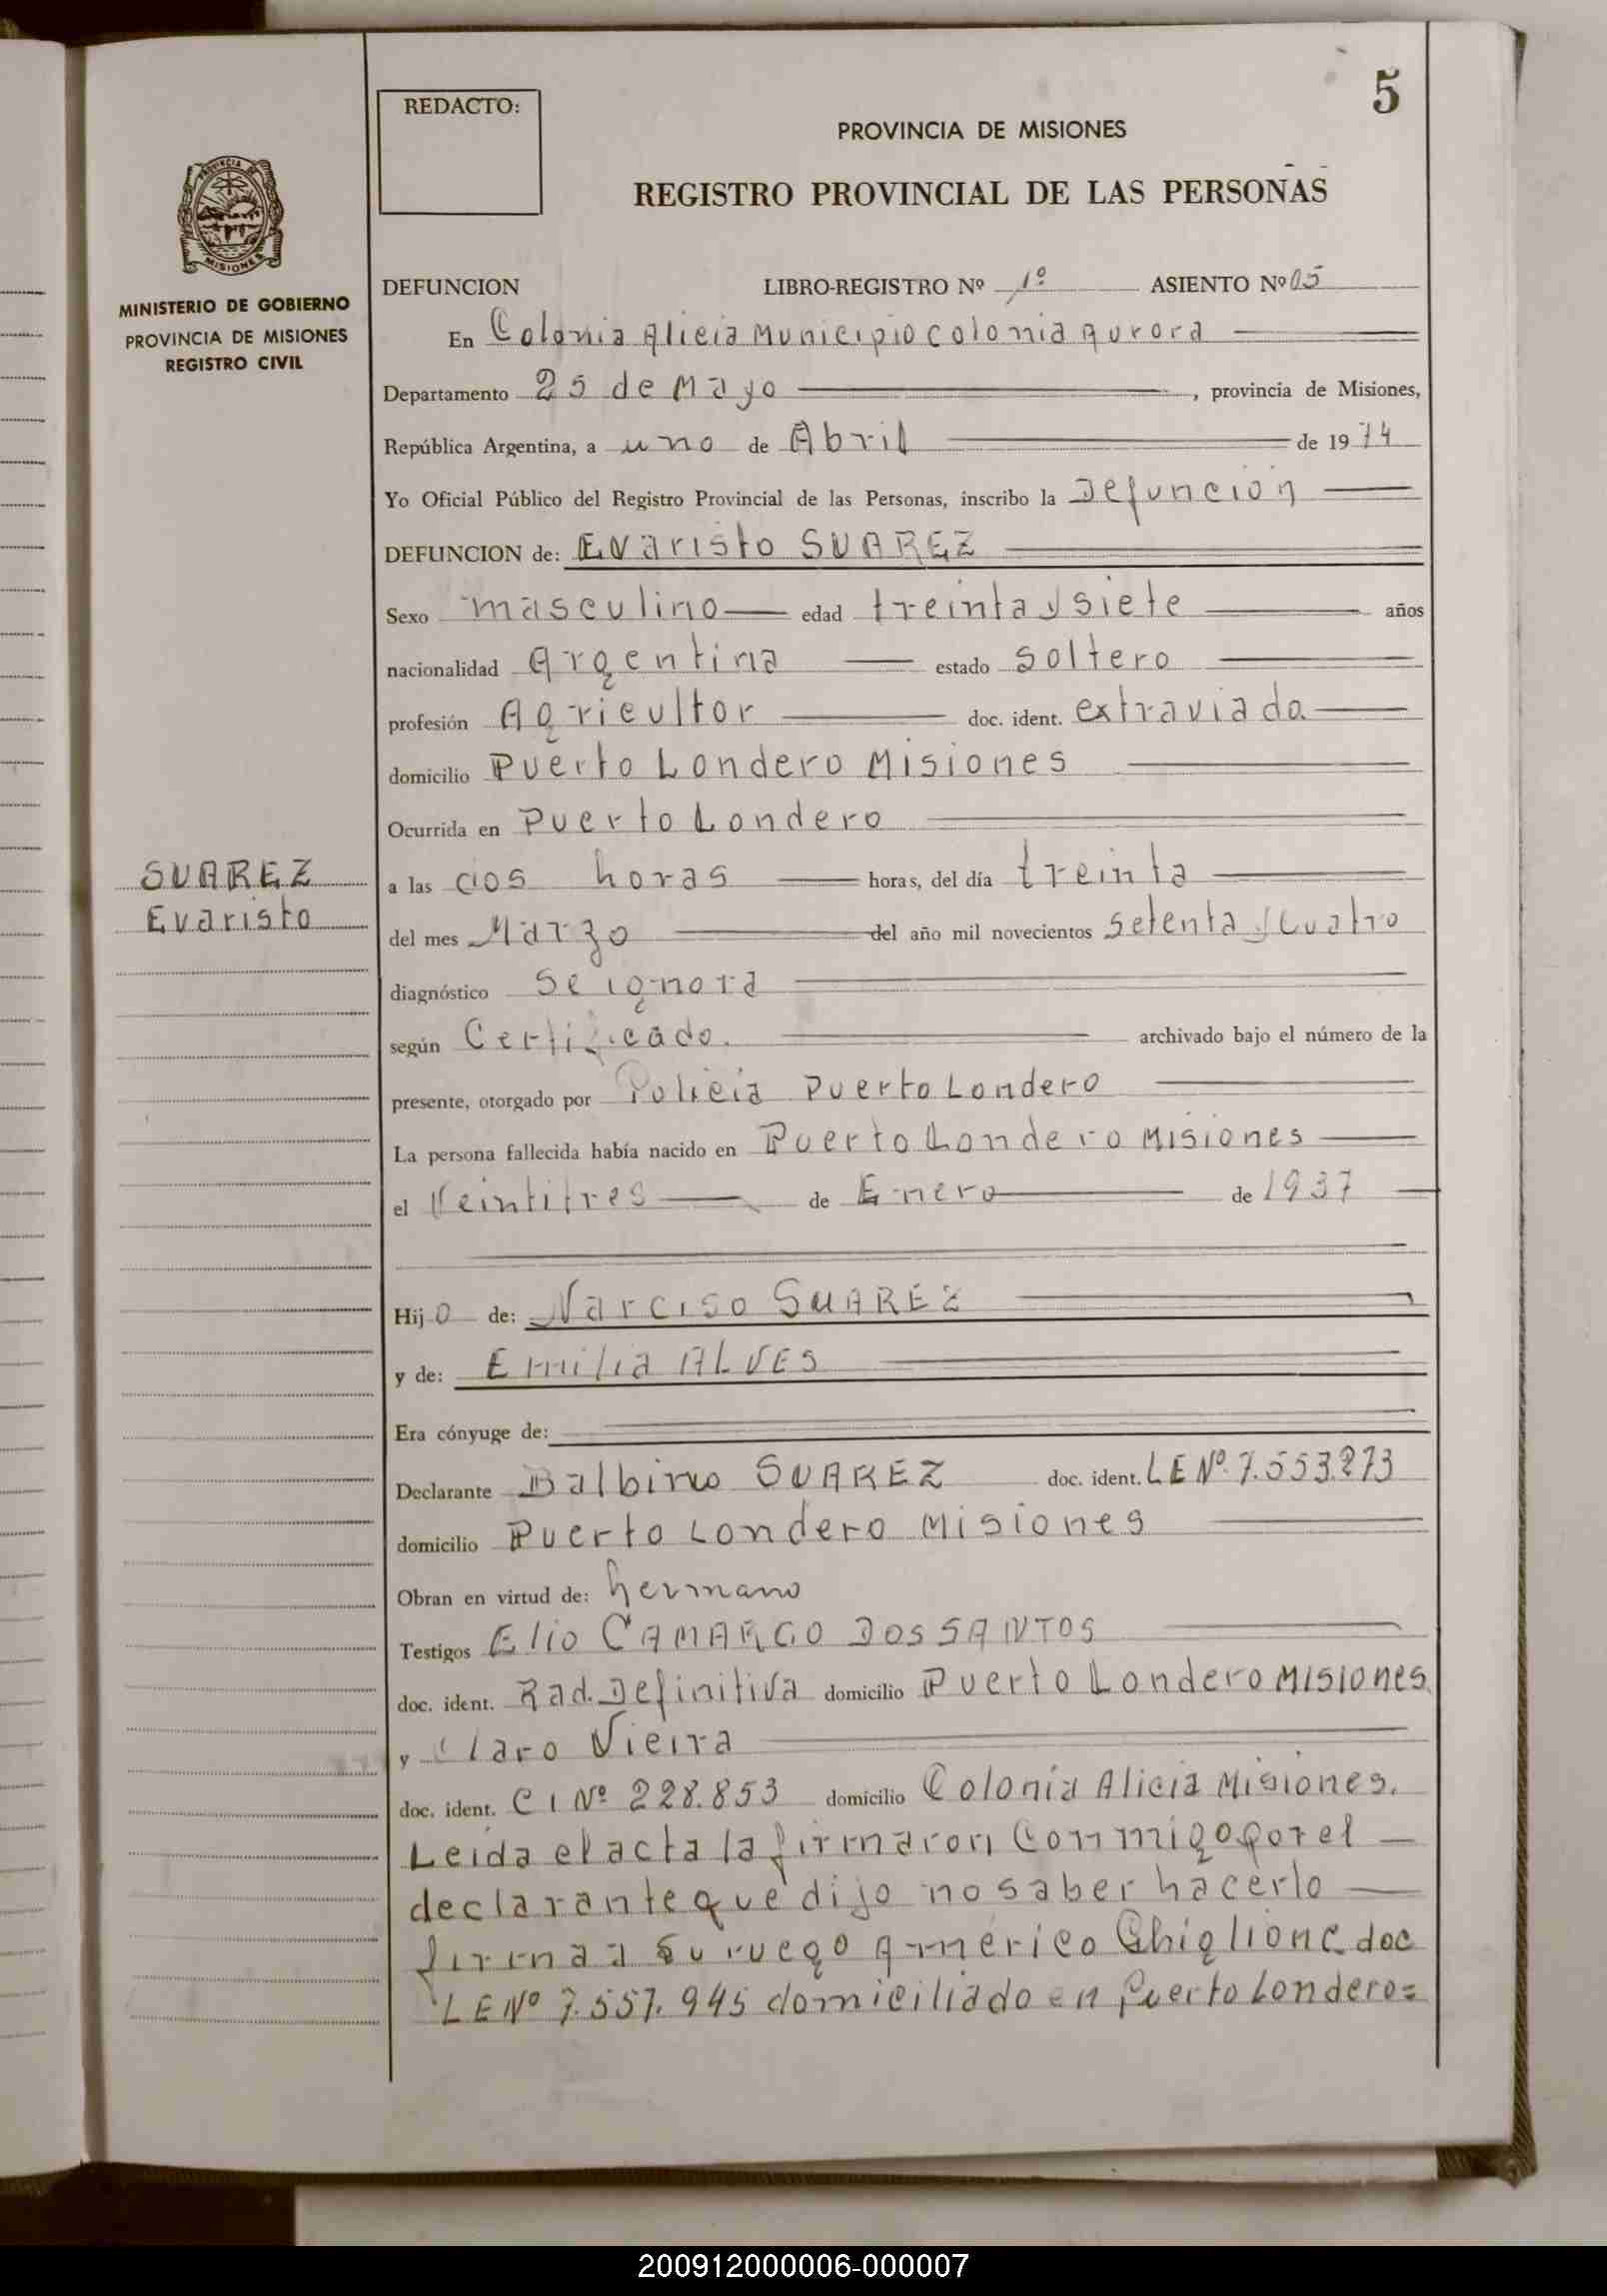 5
REDACTO:
PROVINCIA DE MISIONES
REGISTRO PROVINCIAL DE LAS PERSONAS
PROVINCIA DE
MISIONES
MINISTERIO DE GOBIERNO
PROVINCIA DE MISIONES
REGISTRO CIVIL
DEFUNCION LIBRO-REGISTRO Nº 1º ASIENTO Nº 05
En Colonia Alicia Municipio Colonia Aurora
Departamento 25 de Mayo, provincia de Misiones,
República Argentina, a uno de Abril de 1974
Yo Oficial Público del Registro Provincial de las Personas, inscribo la Defunción
DEFUNCION de: Evaristo SUAREZ
Sexo masculino edad treinta y siete años
nacionalidad Argentina estado soltero
profesión Agricultor doc. ident. extraviada
domicilio Puerto Londero Misiones
Ocurrida en Puerto Londero
SUAREZ
Evaristo
a las dos horas horas, del día treinta
del mes Marzo del año mil novecientos setenta y cuatro
diagnóstico se ignora
según Certificado. archivado bajo el número de la
presente, otorgado por Policia Puerto Londero
La persona fallecida había nacido en Puerto Londero Misiones
el Veintitres de Enero de 1937
Hijo de: Narciso SUAREZ
y de: Emilia ALVES
Era cónyuge de:
Declarante Balbino SUAREZ doc. ident. LE Nº 7.553.273
domicilio Puerto Londero Misiones
Obran en virtud de: hermano
Testigos Elio CAMARGO DOS SANTOS
doc. ident. Rad. Definitiva domicilio Puerto Londero Misiones
y Claro Vieira
doc. ident. C I Nº 228.853 domicilio Colonia Alicia Misiones.
Leida el acta la firmaron conmigo por el
declarante que dijo no saber hacerlo
firma a su ruego Américo Ghiglione doc
LE Nº 7.557.945 domiciliado en Puerto Londero=
200912000006-000007